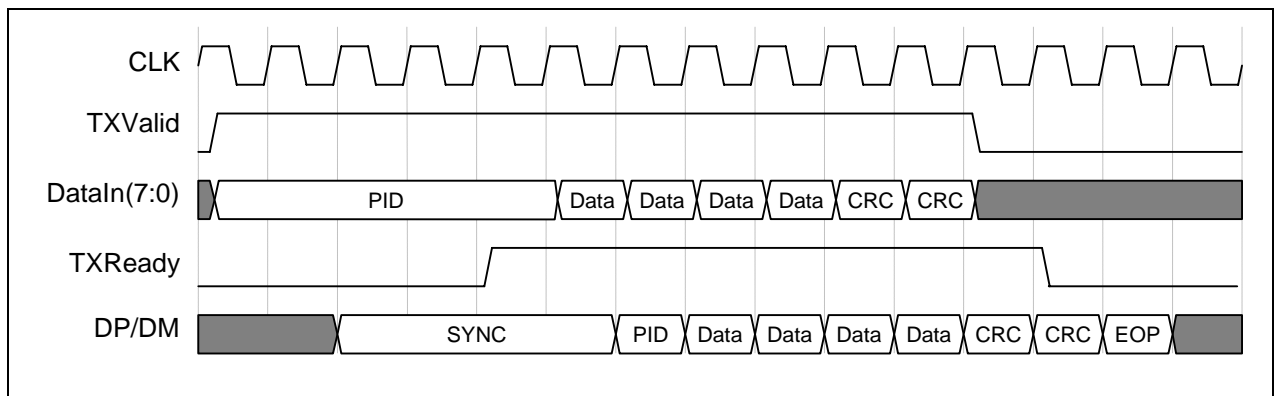 CLK
TXValid
DataIn(7:0) PID Data Data Data Data CRC CRC
TXReady
DP/DM SYNC PID Data Data Data Data CRC CRC EOP